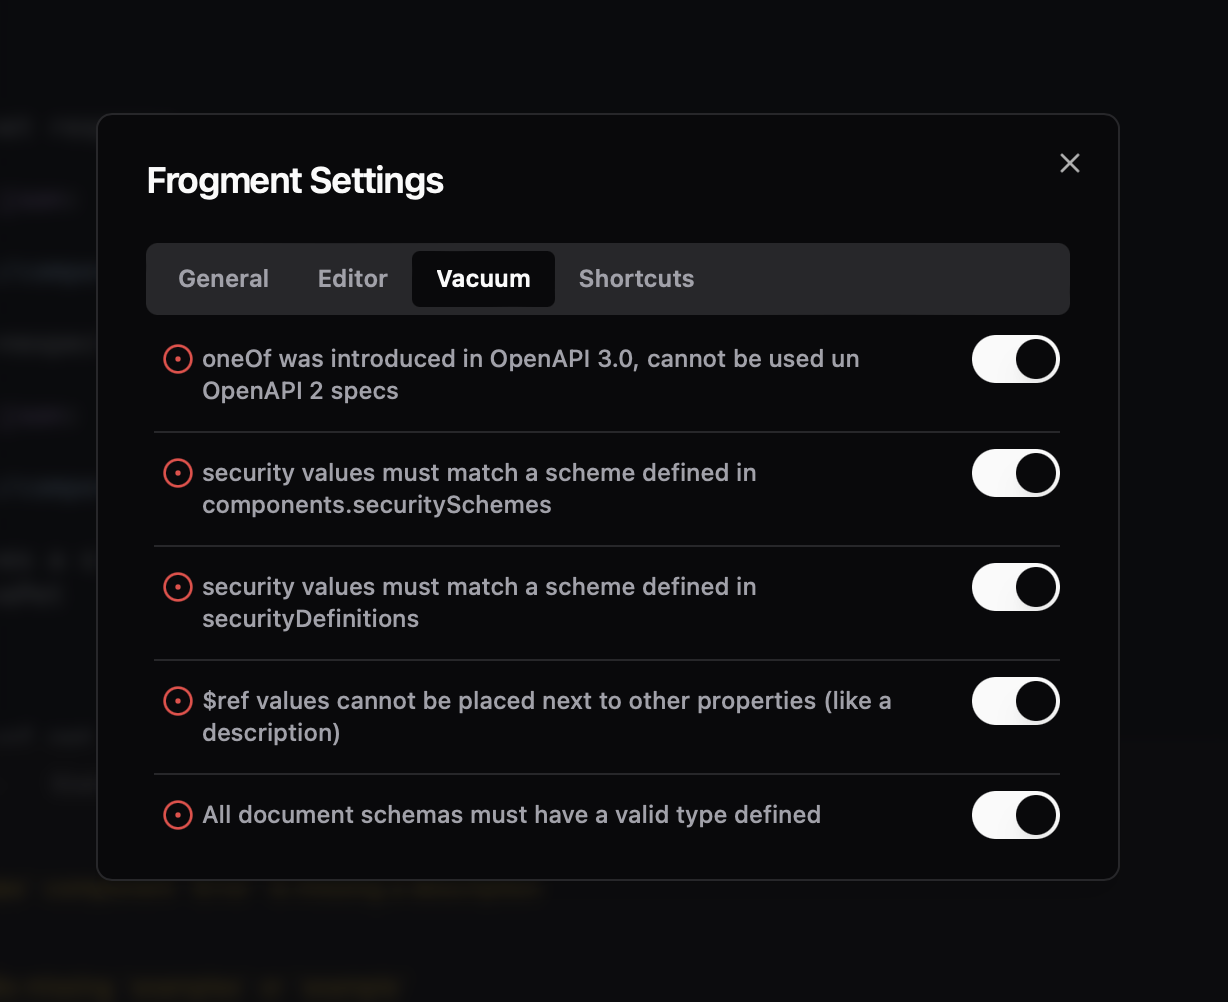 Frogment Settings
General
Editor
Vacuum
Shortcuts
oneOf was introduced in OpenAPI 3.0, cannot be used un
OpenAPI 2 specs
security values must match a scheme defined in
components.securitySchemes
security values must match a scheme defined in
securityDefinitions
$ref values cannot be placed next to other properties (like a
description)
All document schemas must have a valid type defined